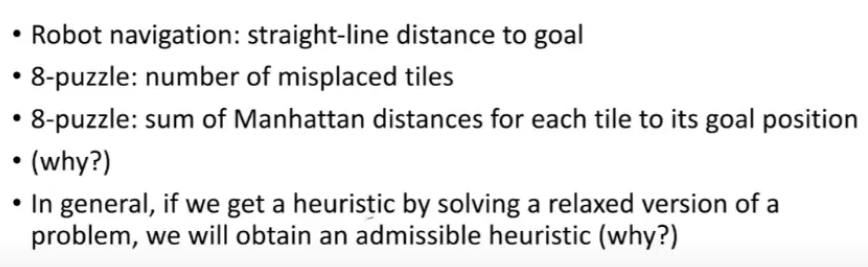 • Robot navigation: straight-line distance to goal
• 8-puzzle: number of misplaced tiles
• 8-puzzle: sum of Manhattan distances for each tile to its goal position
• (why?)
• In general, if we get a heuristic by solving a relaxed version of a
problem, we will obtain an admissible heuristic (why?)